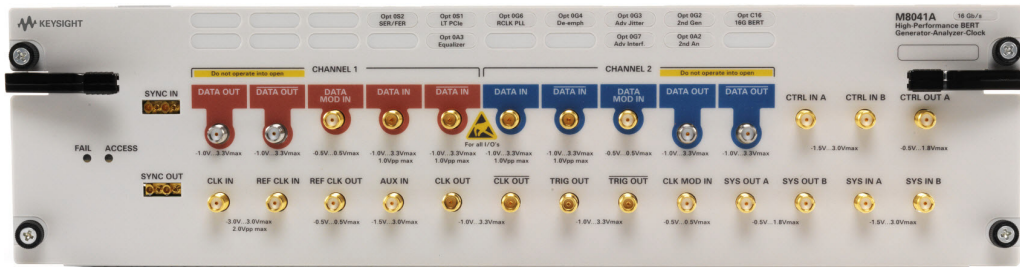 KEYSIGHT
Opt 0S2 Opt 0S1 Opt 0G6 Opt 0G4 Opt 0G3 Opt 0G2 Opt C16
SER/FER LT PCIe RCLK PLL De-emph Adv Jitter 2nd Gen 16G BERT
Opt 0A3 Opt 0G7 Opt 0A2
Equalizer Adv Interf. 2nd An
M8041A 16 Gb/s
High-Performance BERT
Generator-Analyzer-Clock
Do not operate into open CHANNEL 1 CHANNEL 2 Do not operate into open
SYNC IN
DATA OUT DATA OUT DATA MOD IN DATA IN DATA IN DATA IN DATA IN DATA MOD IN DATA OUT DATA OUT
CTRL IN A CTRL IN B CTRL OUT A
For all I/O's
-1.0V...3.3Vmax -1.0V...3.3Vmax -0.5V...0.5Vmax -1.0V...3.3Vmax -1.0V...3.3Vmax -1.0V...3.3Vmax -1.0V...3.3Vmax -0.5V...0.5Vmax -1.0V...3.3Vmax -1.0V...3.3Vmax
1.0Vpp max 1.0Vpp max 1.0Vpp max 1.0Vpp max
-1.5V...3.0Vmax -0.5V...1.8Vmax
FAIL ACCESS
SYNC OUT
CLK IN REF CLK IN REF CLK OUT AUX IN CLK OUT CLK OUT TRIG OUT TRIG OUT CLK MOD IN SYS OUT A SYS OUT B SYS IN A SYS IN B
-3.0V...3.0Vmax -0.5V...0.9Vmax -1.5V...3.0Vmax -1.0V...3.3Vmax -1.0V...3.3Vmax -0.5V...0.5Vmax -0.5V...1.8Vmax -1.5V...3.0Vmax
2.0Vpp max